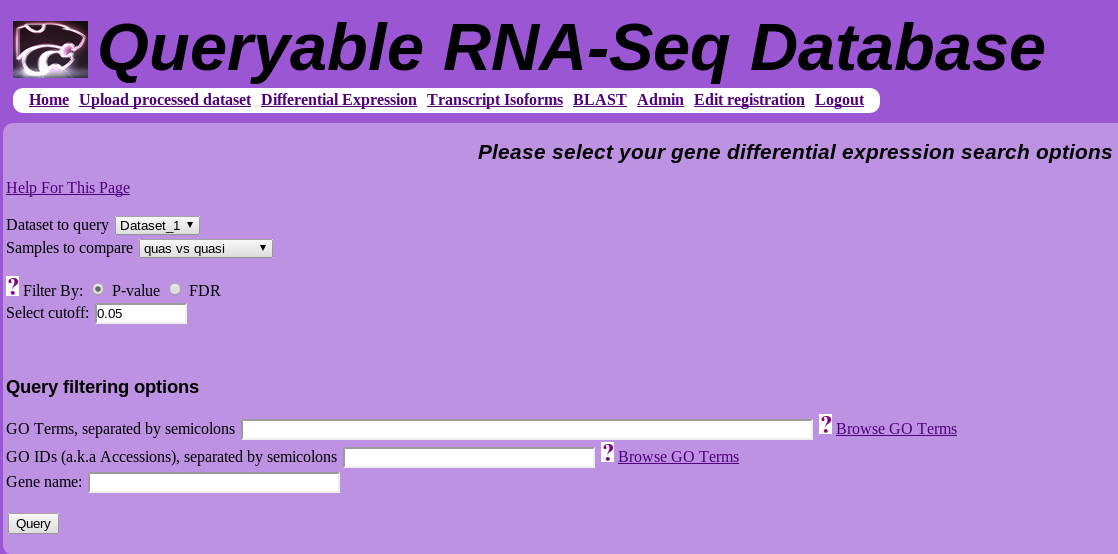 Queryable RNA-Seq Database
Home Upload processed dataset Differential Expression Transcript Isoforms BLAST Admin Edit registration Logout
Please select your gene differential expression search options
Help For This Page
Dataset to query Dataset_1
Samples to compare quas vs quasi
? Filter By: P-value FDR
Select cutoff: 0.05
Query filtering options
GO Terms, separated by semicolons ? Browse GO Terms
GO IDs (a.k.a Accessions), separated by semicolons ? Browse GO Terms
Gene name:
Query